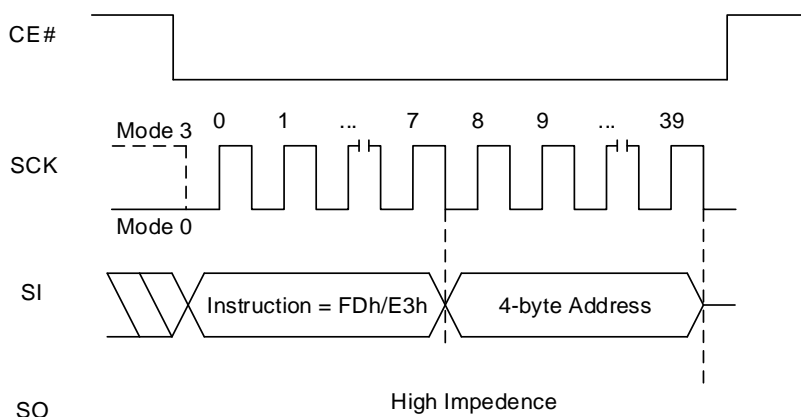 CE#
0 1 ... 7 8 9 ... 39
Mode 3
SCK
Mode 0
SI
Instruction = FDh/E3h
4-byte Address
High Impedence
SO